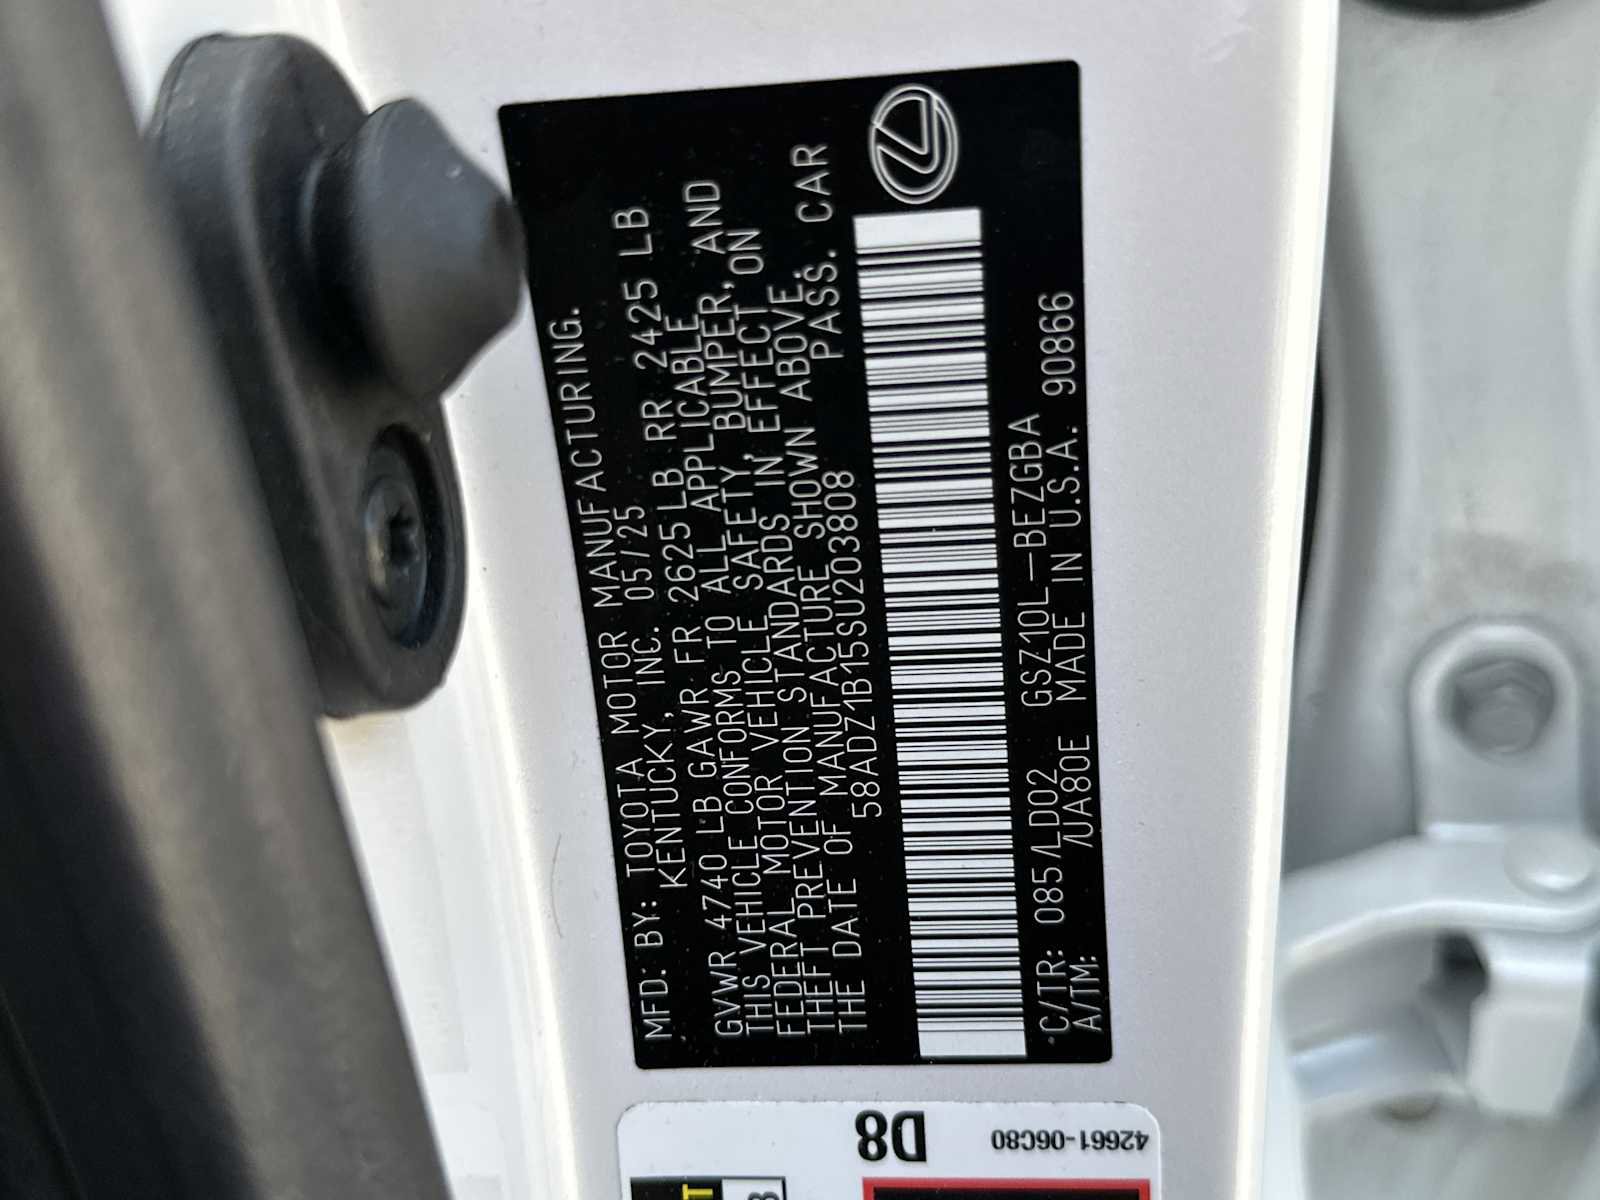 MFD. BY: TOYOTA MOTOR MANUFACTURING.
KENTUCKY, INC. 05/25
GVWR 4740 LB GAWR FR 2625 LB RR 2425 LB
THIS VEHICLE CONFORMS TO ALL APPLICABLE
FEDERAL MOTOR VEHICLE SAFETY, BUMPER, AND
THEFT PREVENTION STANDARDS IN EFFECT ON
THE DATE OF MANUFACTURE SHOWN ABOVE.
58ADZ1B15SU203808 PASS. CAR
C/TR: 085/LD02 GSZ10L-BEZGBA
A/TM: /UA80E MADE IN U.S.A. 90866
D8
42661-06C80